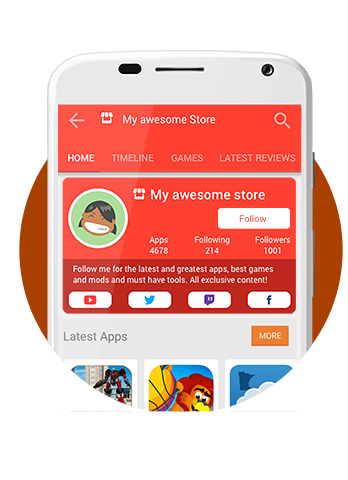 My awesome Store
HOME TIMELINE GAMES LATEST REVIEWS
My awesome store
Follow
Apps Following Followers
4678 214 1001
Follow me for the latest and greatest apps, best games
and mods and must have tools. All exclusive content!
Latest Apps MORE